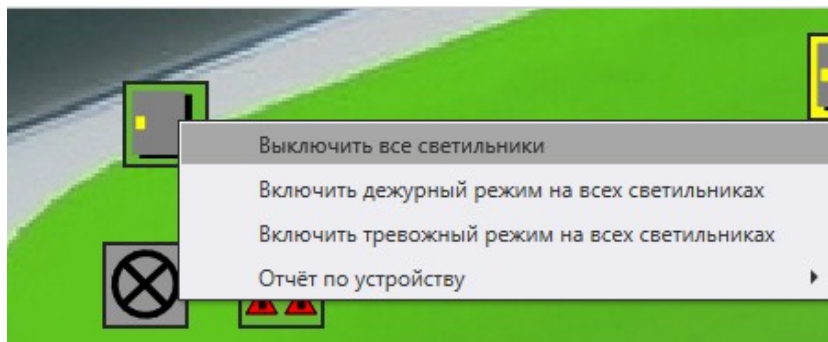 Выключить все светильники
Включить дежурный режим на всех светильниках
Включить тревожный режим на всех светильниках
Отчёт по устройству